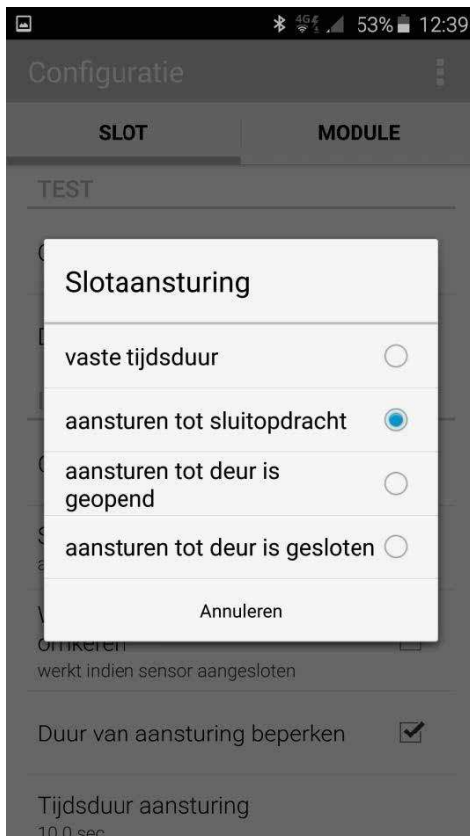 4G 53% 12:39
Configuratie
SLOT MODULE
TEST
Slotaansturing
vaste tijdsduur
aansturen tot sluitopdracht
aansturen tot deur is
geopend
aansturen tot deur is gesloten
Annuleren
omkeren
werkt indien sensor aangesloten
Duur van aansturing beperken
Tijdsduur aansturing
10.0 sec